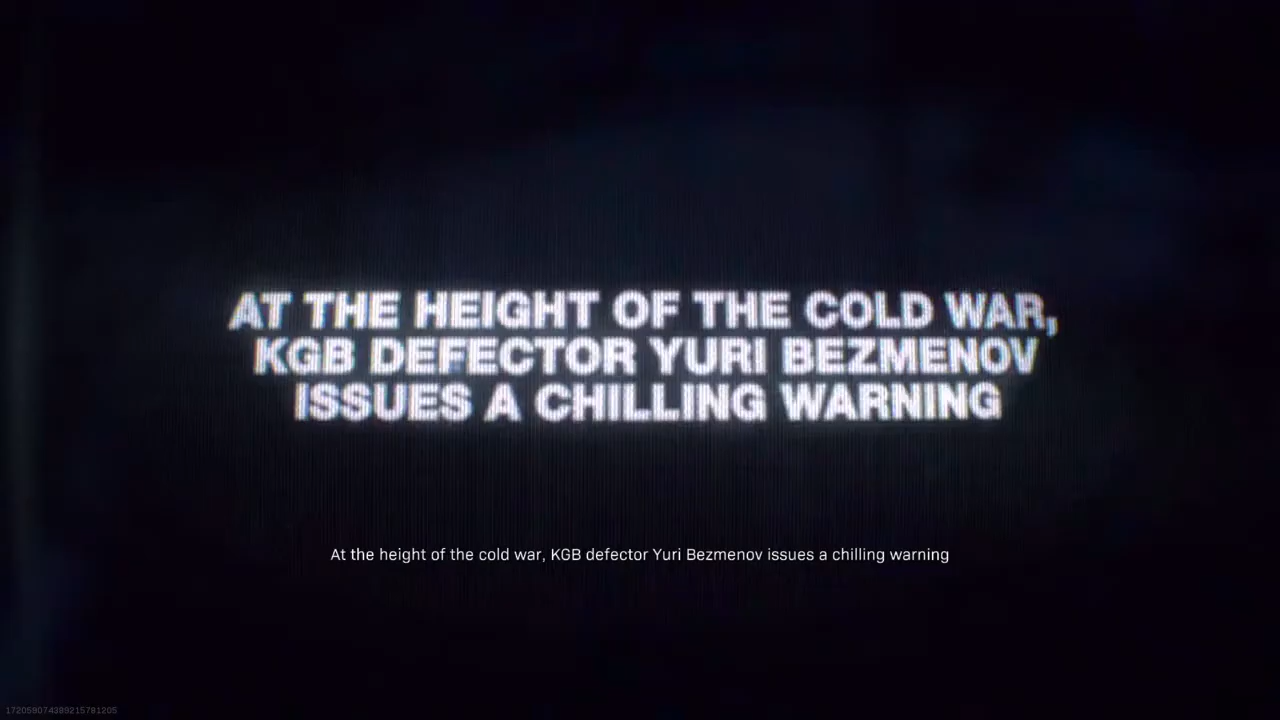 AT THE HEIGHT OF THE COLD WAR,
KGB DEFECTOR YURI BEZMENOV
ISSUES A CHILLING WARNING
At the height of the cold war, KGB defector Yuri Bezmenov issues a chilling warning